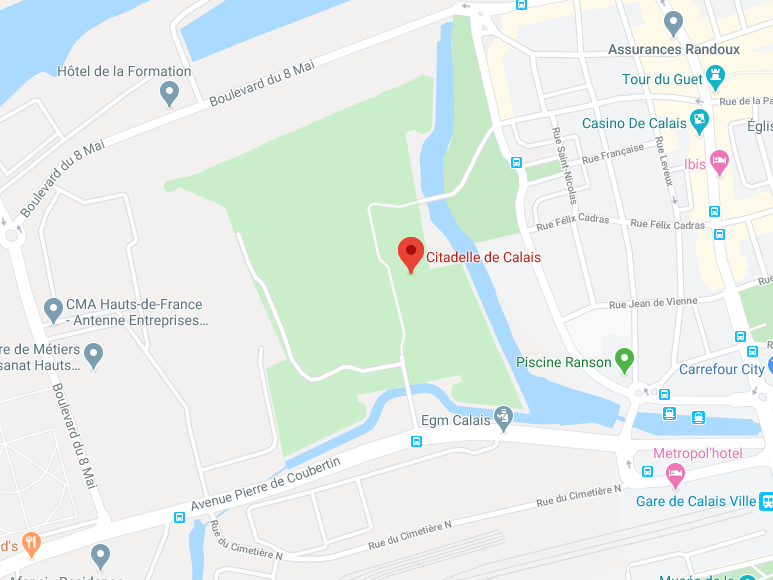 Assurances Randoux
Hôtel de la Formation
Boulevard du 8 Mai
Tour du Guet
Rue de la Pa
Casino De Calais
Églis
Boulevard du 8 Mai
Rue Saint-Nicolas
Rue Française
Rue Leveux
Ibis
Rue Félix Cadras
Rue Félix Cadras
Citadelle de Calais
CMA Hauts-de-France
- Antenne Entreprises...
Rue Jean de Vienne
re de Métiers
sanat Hauts...
Piscine Ranson
Carrefour City
Boulevard du 8 Mai
Egm Calais
Metropol'hotel
Avenue Pierre de Coubertin
Rue du Cimetière N
Gare de Calais Ville
Rue du Cimetière N
Rue du Cimetière N
d's